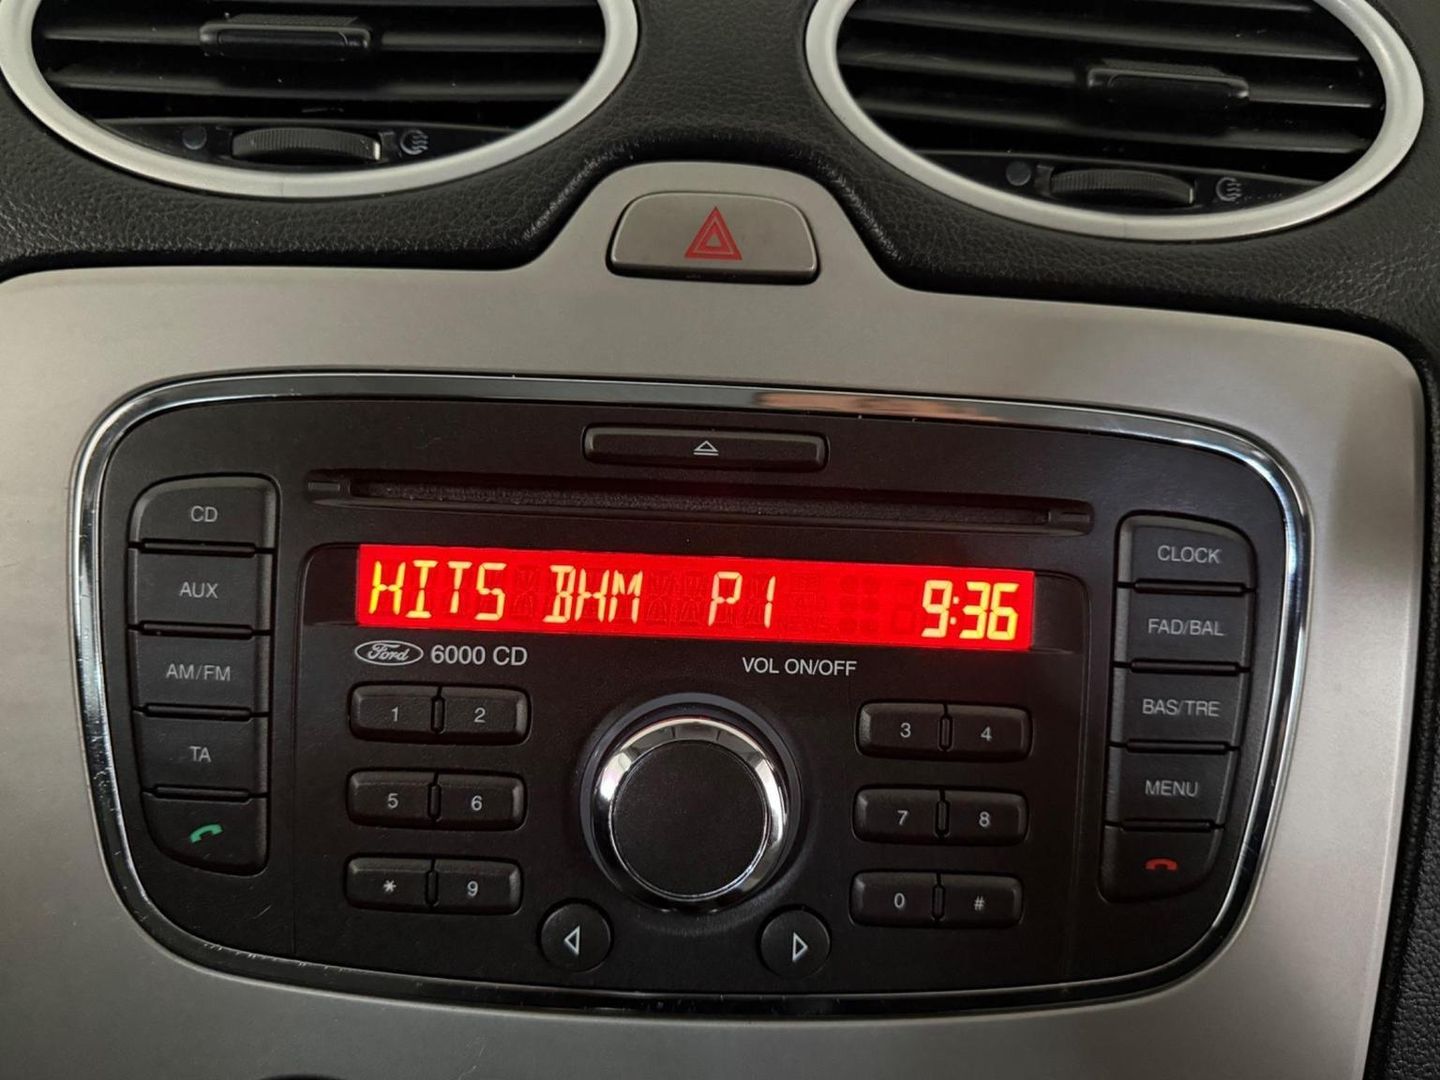 CD
AUX
AM/FM
TA
HITS BHM P1 9:36
Ford 6000 CD
VOL ON/OFF
1 2
3 4
5 6
7 8
* 9
0 #
CLOCK
FAD/BAL
BAS/TRE
MENU